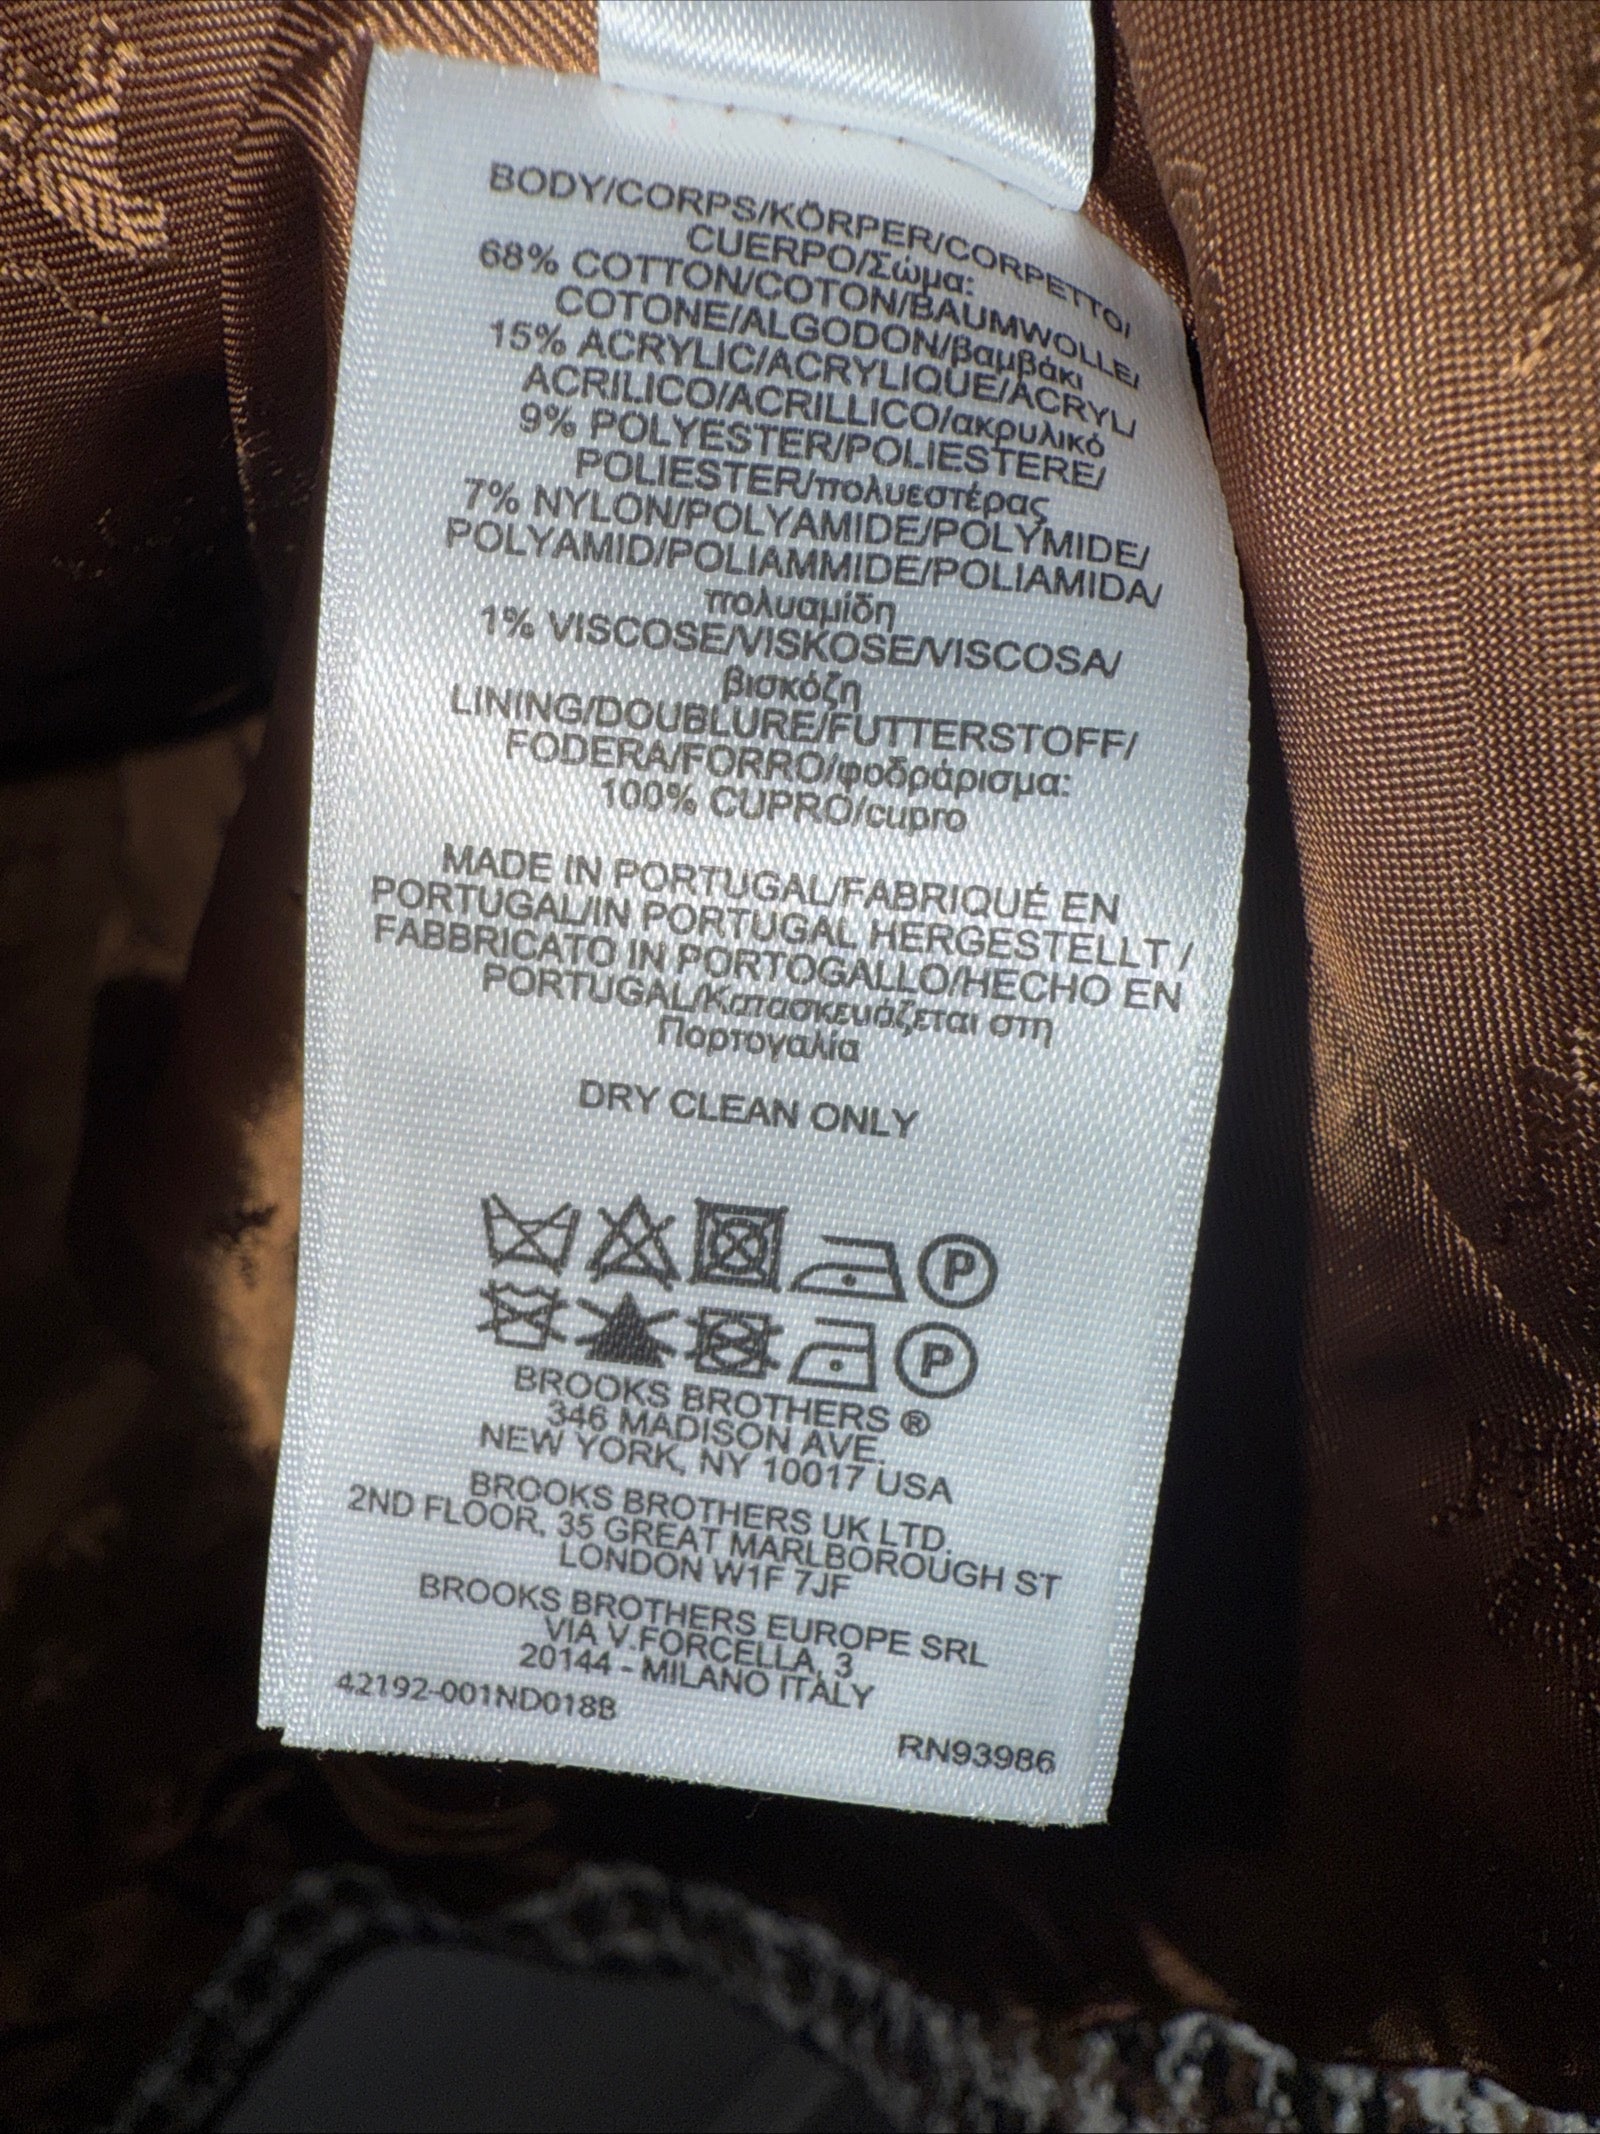 BODY/CORPS/KÖRPER/CORPETTO/
CUERPO/Σώμα:
68% COTTON/COTON/BAUMWOLLE/
COTONE/ALGODON/βαμβάκι
15% ACRYLIC/ACRYLIQUE/ACRYL/
ACRILICO/ACRILLICO/ακρυλικό
9% POLYESTER/POLIESTERE/
POLIESTER/πολυεστέρας
7% NYLON/POLYAMIDE/POLYMIDE/
POLYAMID/POLIAMMIDE/POLIAMIDA/
πολυαμίδη
1% VISCOSE/VISKOSE/VISCOSA/
βισκόζη
LINING/DOUBLURE/FUTTERSTOFF/
FODERA/FORRO/φοδράρισμα:
100% CUPRO/cupro
MADE IN PORTUGAL/FABRIQUÉ EN
PORTUGAL/IN PORTUGAL HERGESTELLT /
FABBRICATO IN PORTOGALLO/HECHO EN
PORTUGAL/Κατασκευάζεται στη
Πορτογαλία
DRY CLEAN ONLY
P
P
BROOKS BROTHERS ®
346 MADISON AVE.
NEW YORK, NY 10017 USA
BROOKS BROTHERS UK LTD.
2ND FLOOR, 35 GREAT MARLBOROUGH ST
LONDON W1F 7JF
BROOKS BROTHERS EUROPE SRL
VIA V.FORCELLA, 3
20144 - MILANO ITALY
42192-001ND018B
RN93986